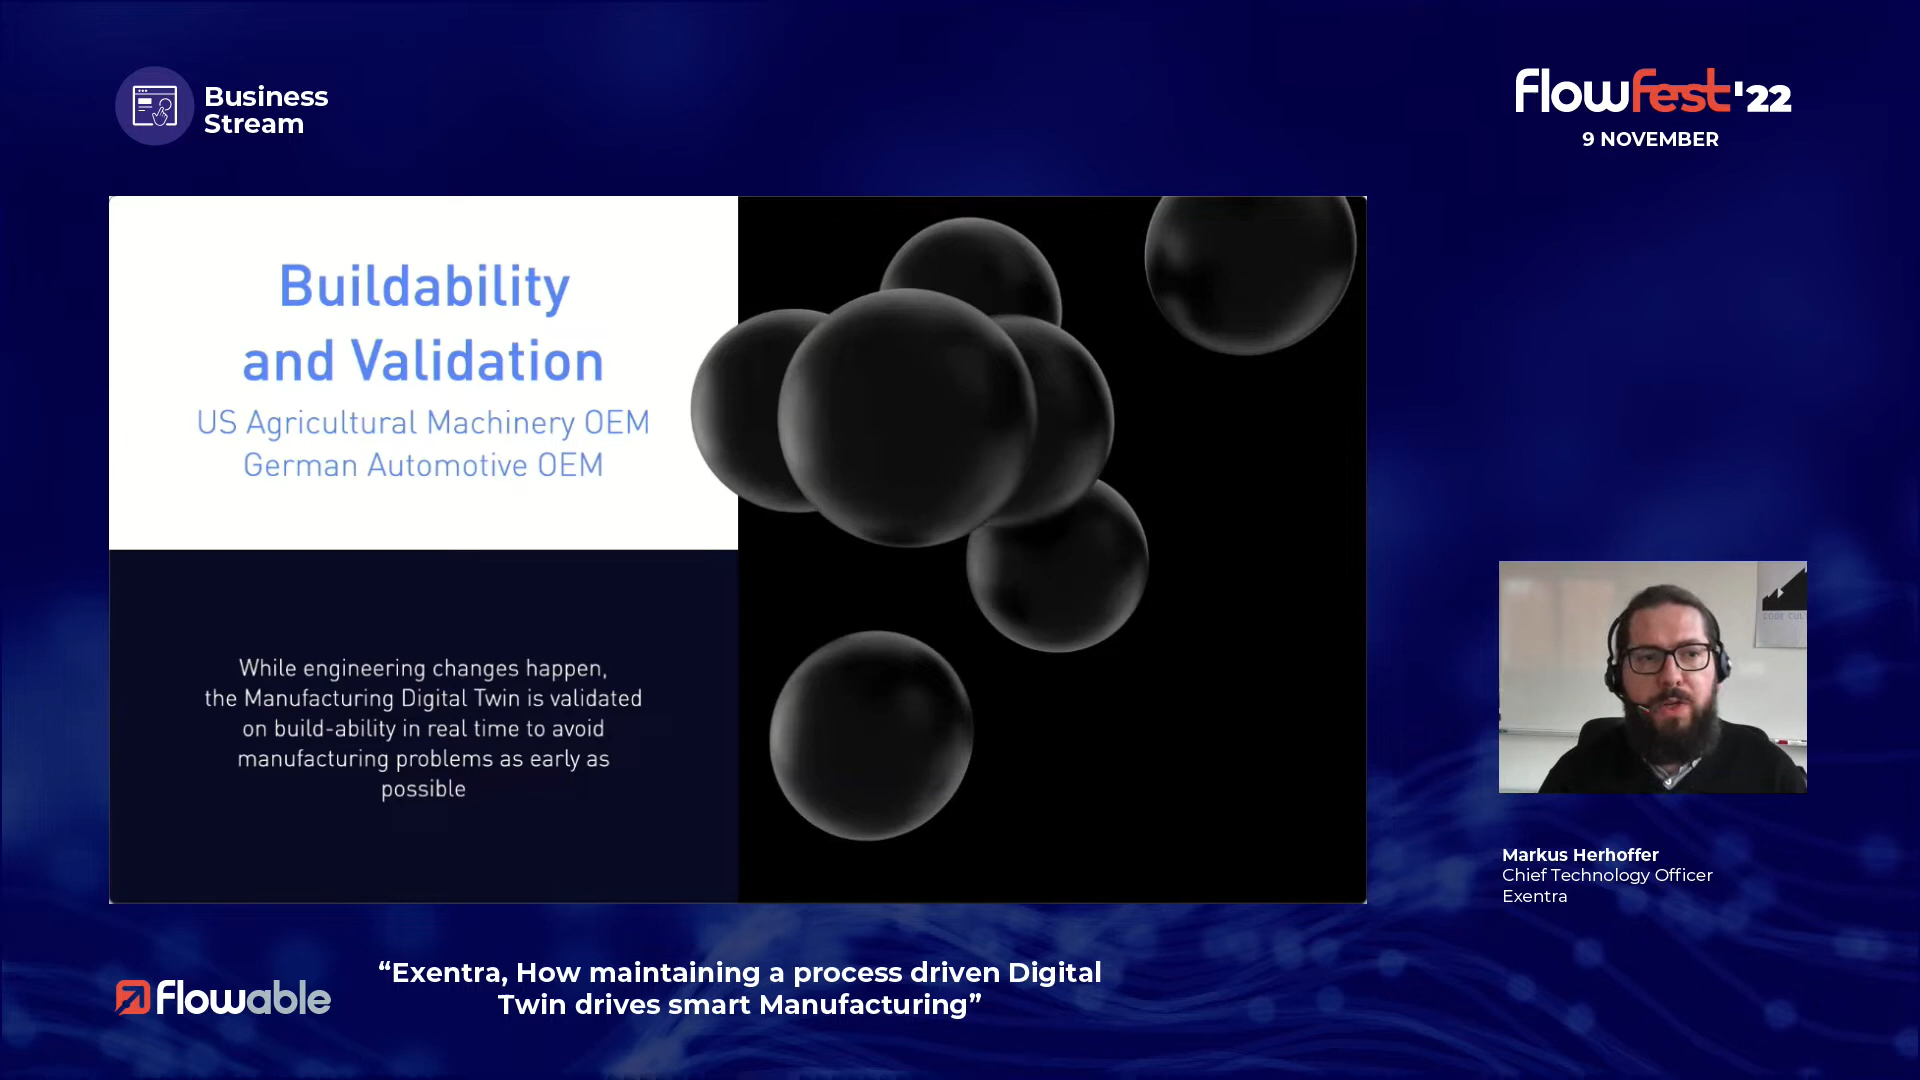 Business
Stream
flowfest'22
9 NOVEMBER
Buildability
and Validation
US Agricultural Machinery OEM
German Automotive OEM
While engineering changes happen,
the Manufacturing Digital Twin is validated
on build-ability in real time to avoid
manufacturing problems as early as
possible
Markus Herhoffer
Chief Technology Officer
Exentra
flowable
“Exentra, How maintaining a process driven Digital
Twin drives smart Manufacturing”